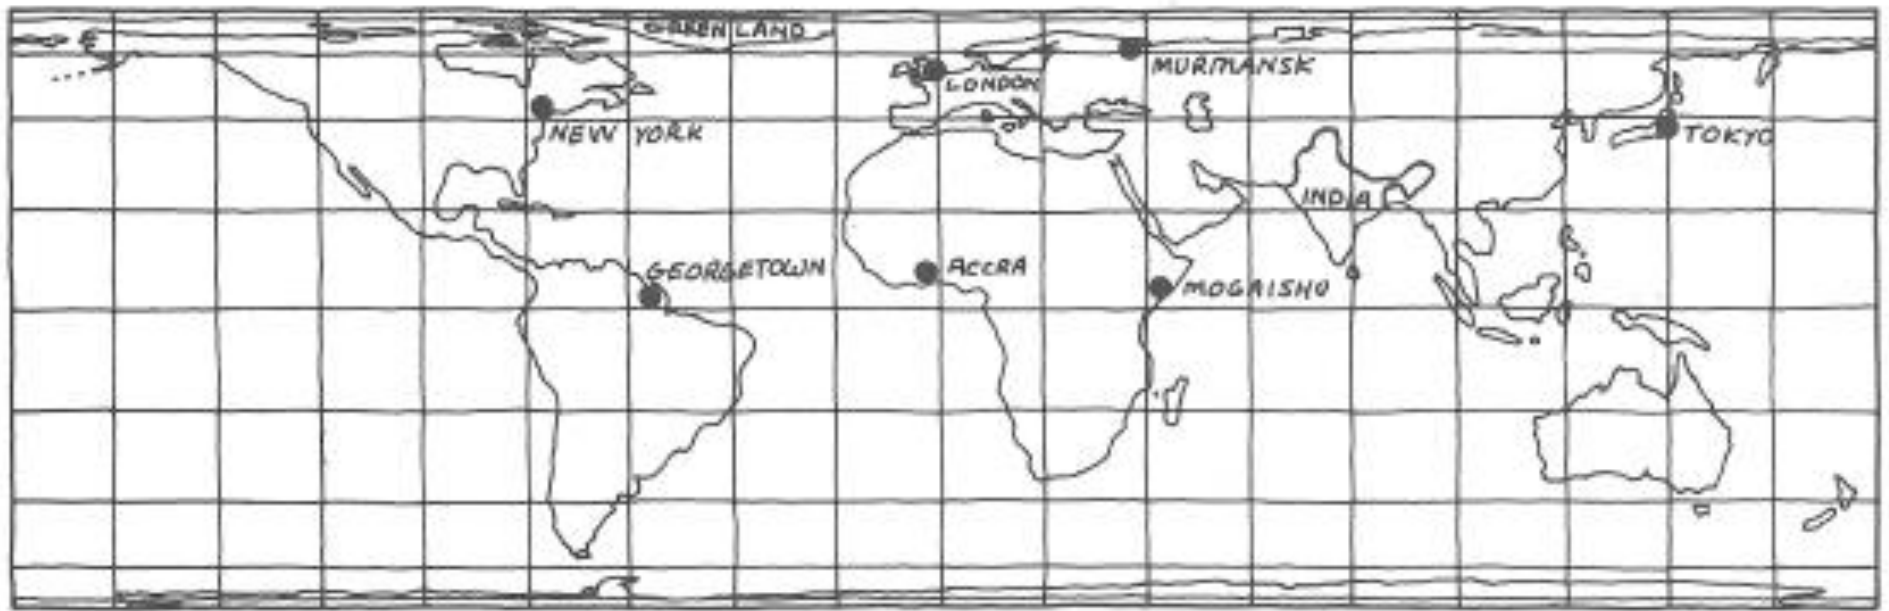 GREENLAND
MURMANSK
LONDON
NEW YORK
TOKYO
INDIA
GEORGETOWN
ACCRA
MOGAISHU